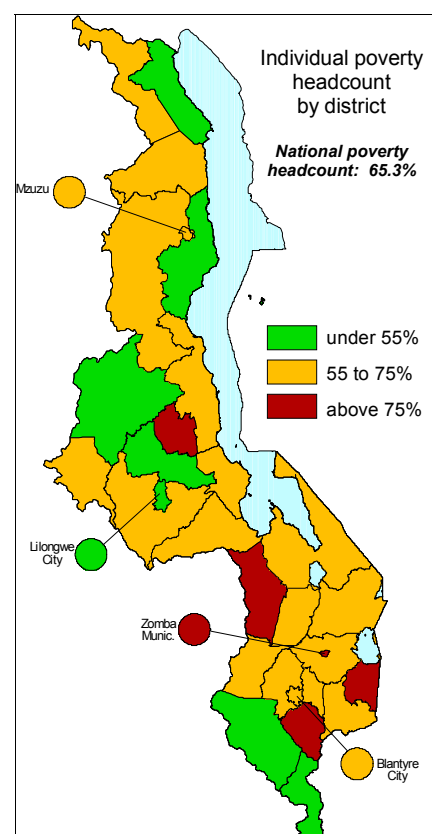 Individual poverty
headcount
by district
National poverty
headcount: 65.3%
Mzuzu
under 55%
55 to 75%
above 75%
Lilongwe
City
Zomba
Munic.
Blantyre
City